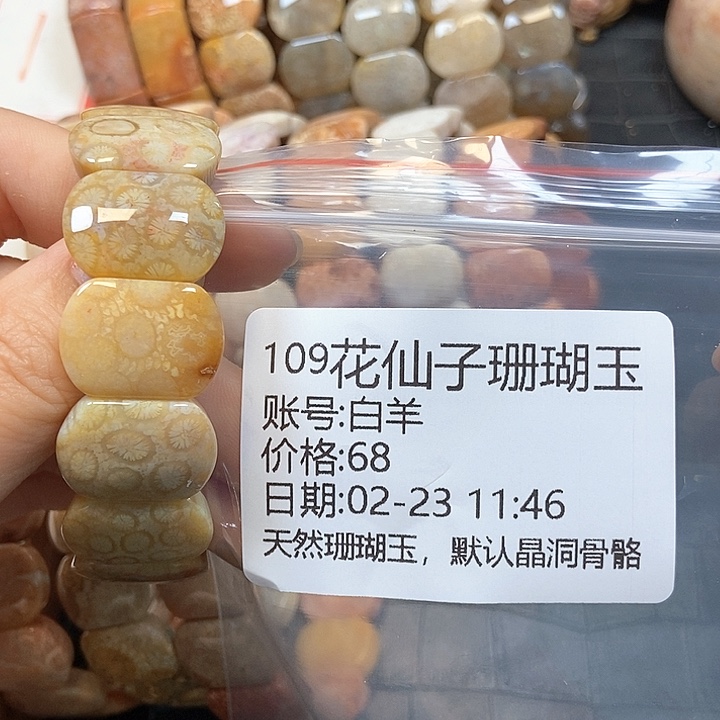 109花仙子珊瑚玉
账号:白羊
价格:68
日期:02-23 11:46
天然珊瑚玉，默认晶洞骨骼